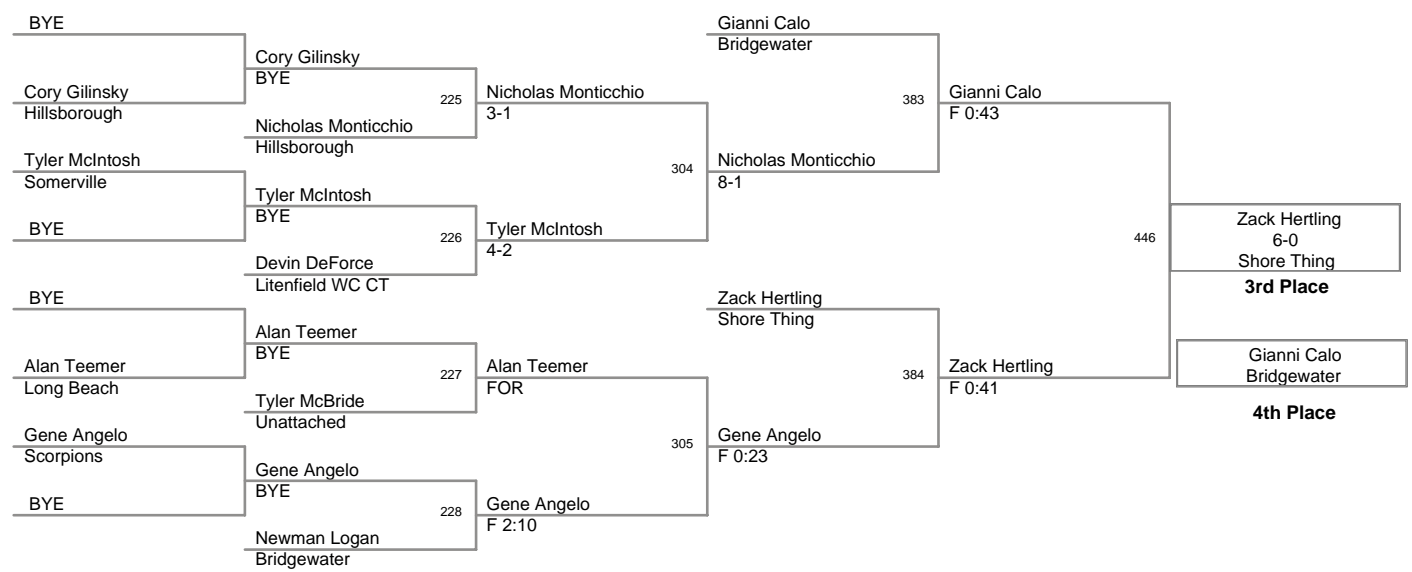 BYE
Cory Gilinsky
BYE
Cory Gilinsky
Hillsborough
225
Nicholas Monticchio
3-1
Nicholas Monticchio
Hillsborough
Tyler McIntosh
Somerville
Tyler McIntosh
BYE
BYE
226
Tyler McIntosh
4-2
Devin DeForce
Litenfield WC CT
304
Nicholas Monticchio
8-1
Gianni Calo
Bridgewater
383
Gianni Calo
F 0:43
BYE
Alan Teemer
BYE
Alan Teemer
Long Beach
227
Alan Teemer
FOR
Tyler McBride
Unattached
Gene Angelo
Scorpions
Gene Angelo
BYE
BYE
228
Gene Angelo
F 2:10
Newman Logan
Bridgewater
305
Gene Angelo
F 0:23
Zack Hertling
Shore Thing
384
Zack Hertling
F 0:41
446
Zack Hertling
6-0
Shore Thing
3rd Place
Gianni Calo
Bridgewater
4th Place